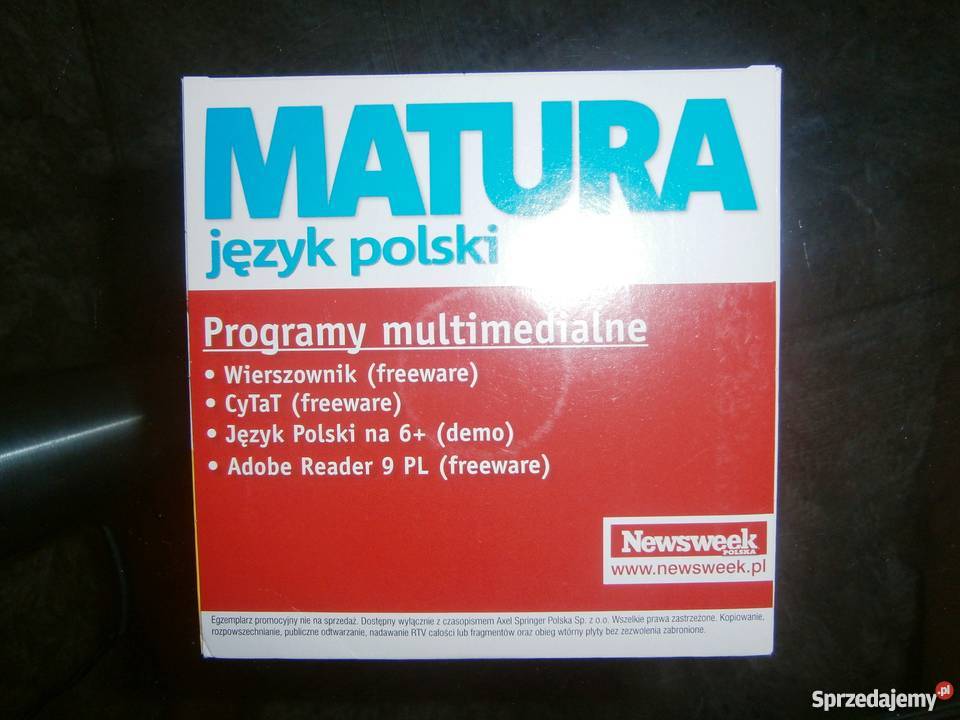 MATURA
język polski
Programy multimedialne
• Wierszownik (freeware)
• CyTaT (freeware)
• Język Polski na 6+ (demo)
• Adobe Reader 9 PL (freeware)
Newsweek
POLSKA
www.newsweek.pl
Egzemplarz promocyjny nie na sprzedaż. Dostępny wyłącznie z czasopismem Axel Springer Polska Sp. z o.o. Wszelkie prawa zastrzeżone. Kopiowanie,
rozpowszechnianie, publiczne odtwarzanie, nadawanie RTV całości lub fragmentów oraz obieg wtórny płyty bez zezwolenia zabronione.
Sprzedajemy.pl